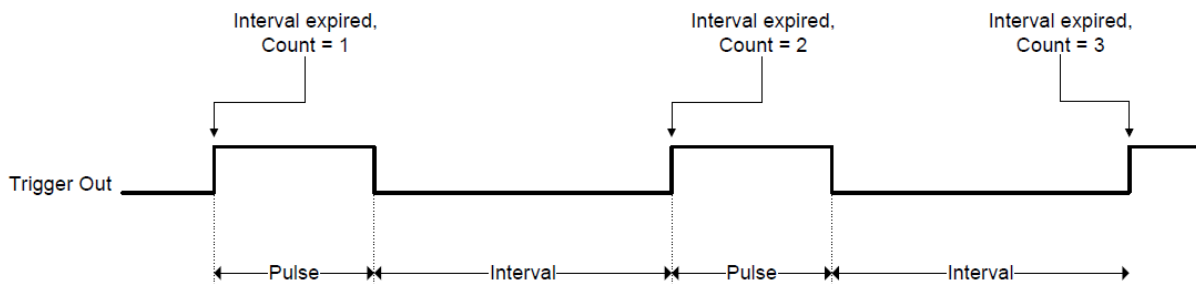 Interval expired,
Count = 1
Interval expired,
Count = 2
Interval expired,
Count = 3
Trigger Out
Pulse
Interval
Pulse
Interval